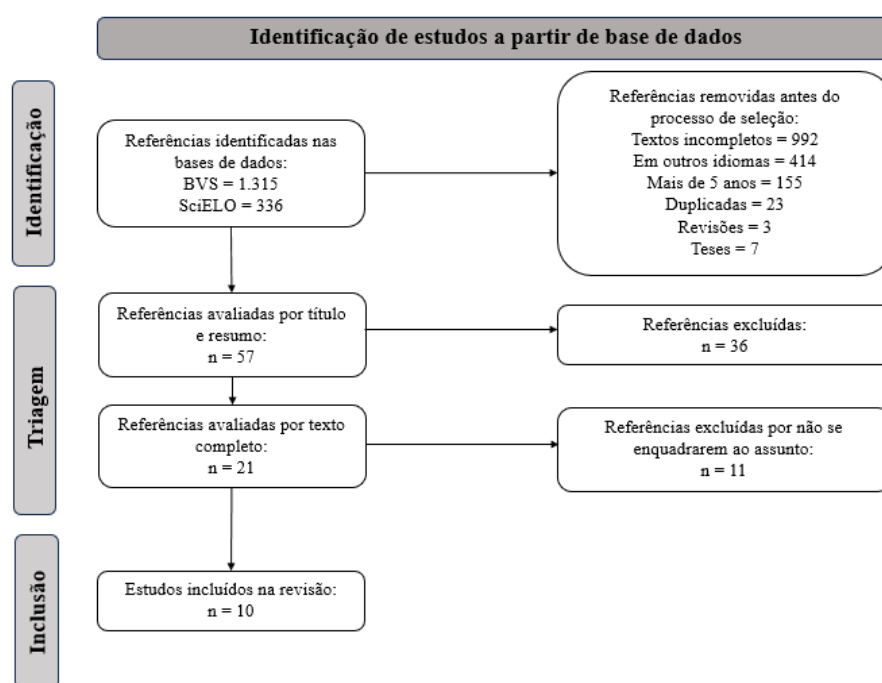 Identificação de estudos a partir de base de dados
Identificação
Referências identificadas nas
bases de dados:
BVS = 1.315
SciELO = 336
Referências removidas antes do
processo de seleção:
Textos incompletos = 992
Em outros idiomas = 414
Mais de 5 anos = 155
Duplicadas = 23
Revisões = 3
Teses = 7
Triagem
Referências avaliadas por título
e resumo:
n = 57
Referências excluídas:
n = 36
Referências avaliadas por texto
completo:
n = 21
Referências excluídas por não se
enquadrarem ao assunto:
n = 11
Inclusão
Estudos incluídos na revisão:
n = 10